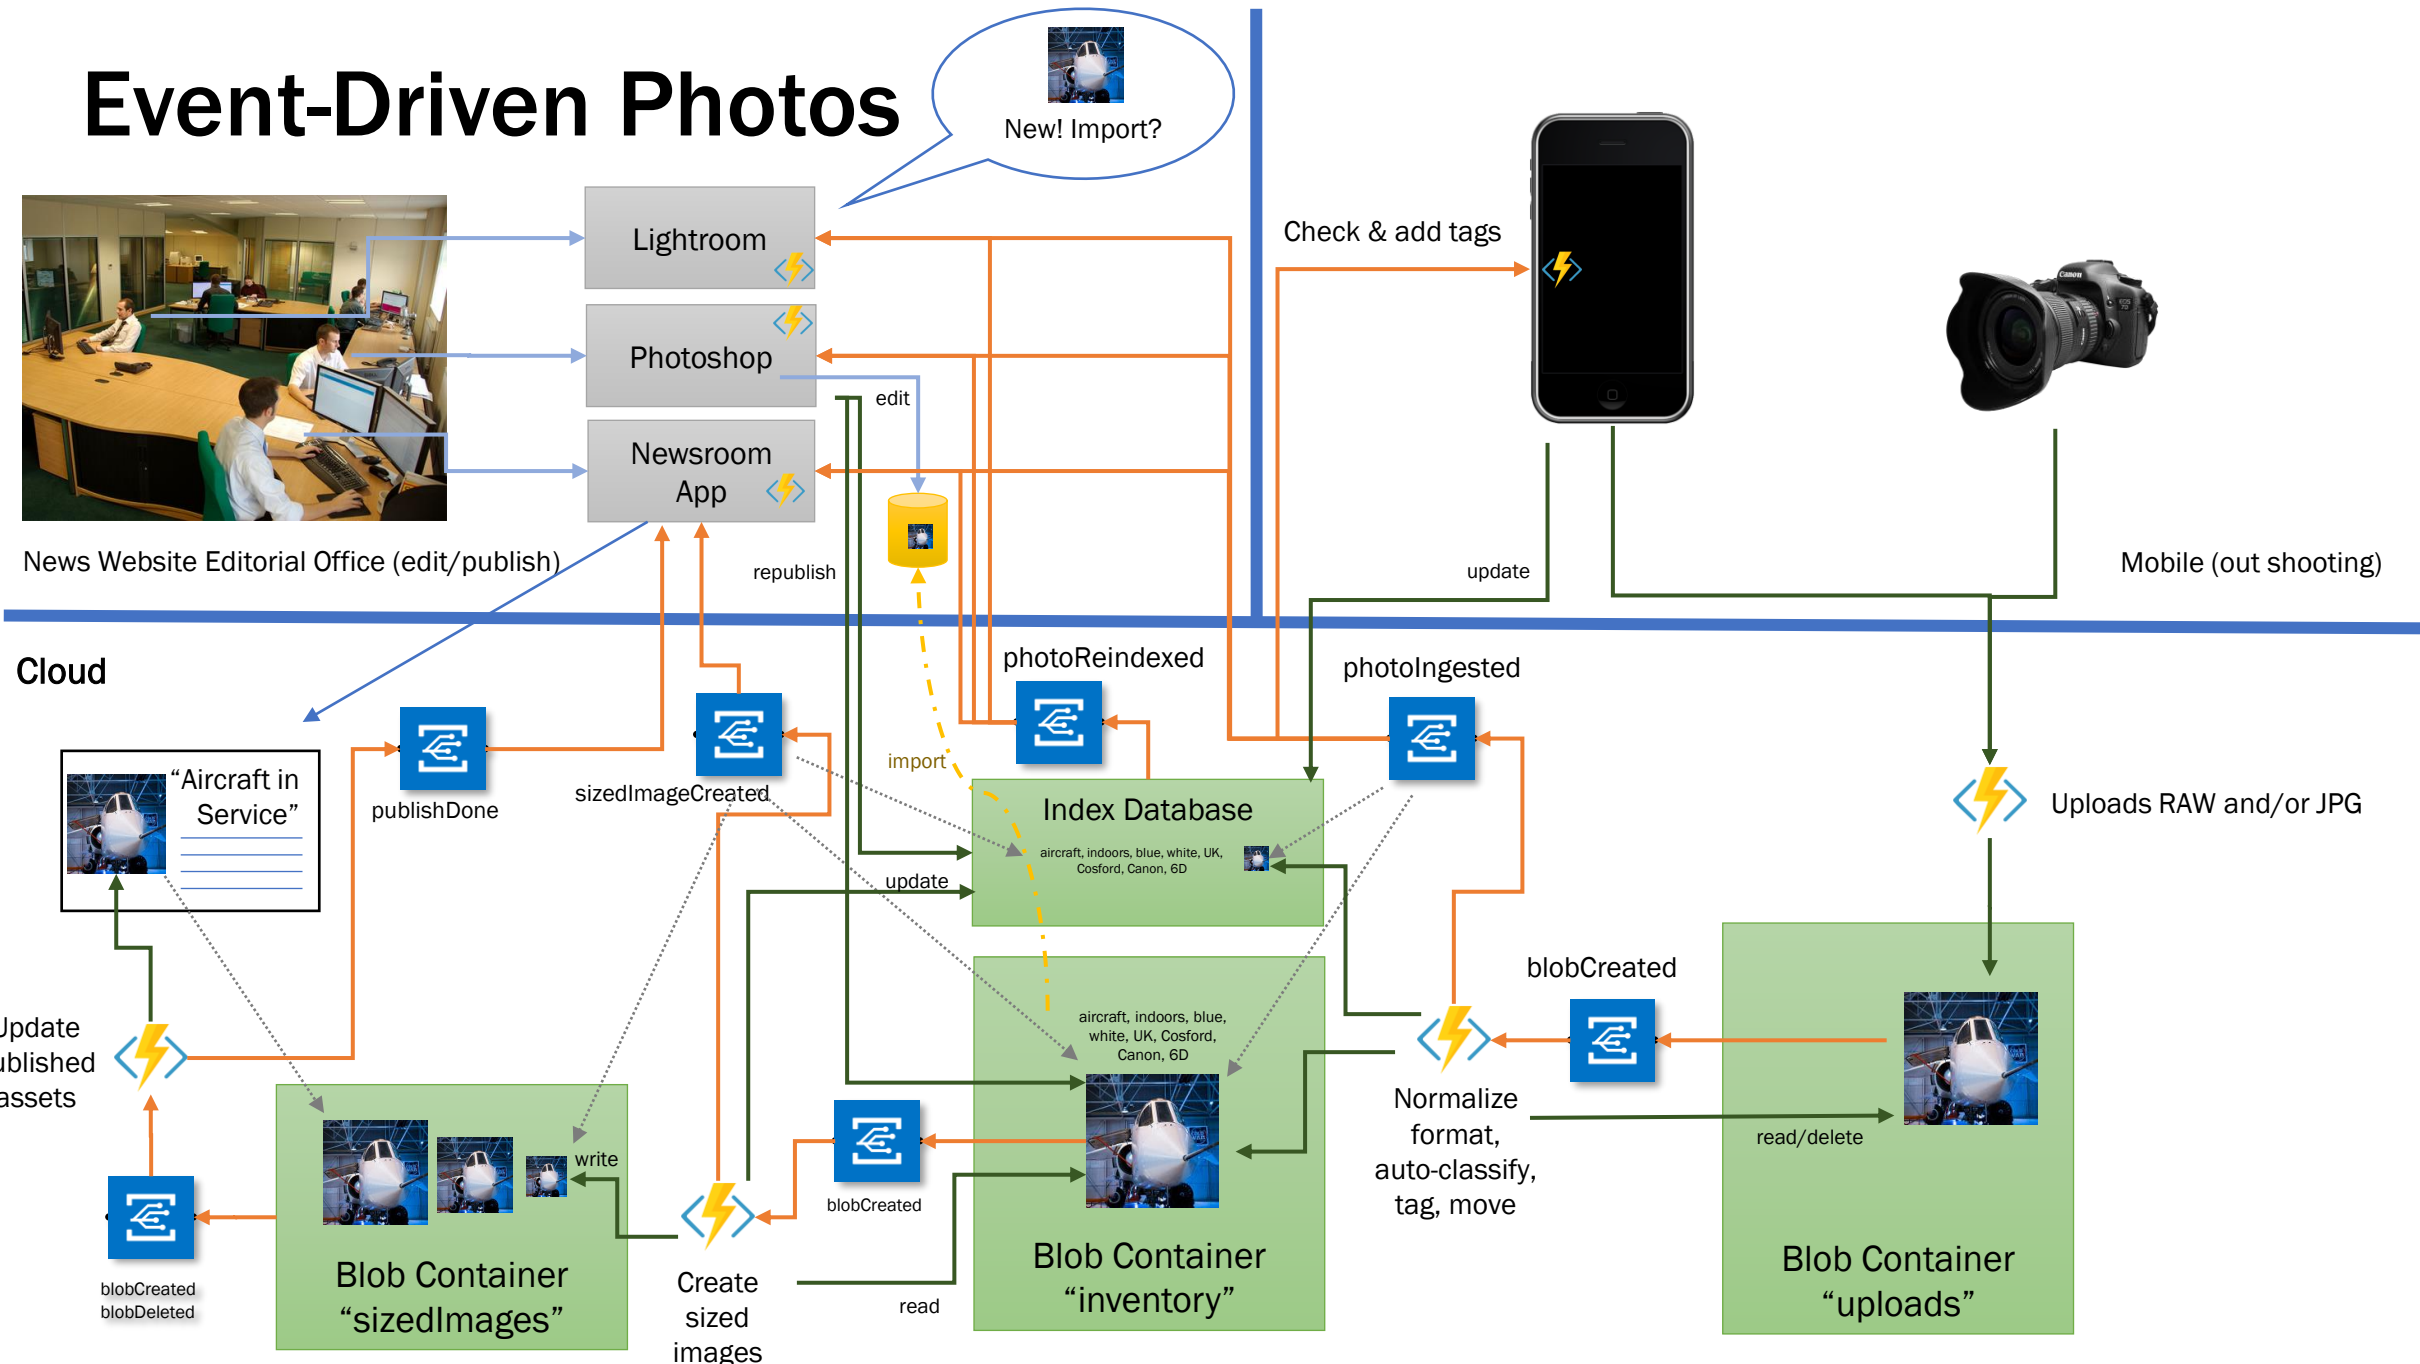 Event-Driven Photos
New! Import?
Lightroom
Check & add tags
Canon
Photoshop
edit
Newsroom
App
News Website Editorial Office (edit/publish)
republish
update
Mobile (out shooting)
Cloud
photoReindexed
photoIngested
import
"Aircraft in
Service"
publishDone
sizedImageCreated
Index Database
aircraft, indoors, blue, white, UK,
Cosford, Canon, 6D
Uploads RAW and/or JPG
update
blobCreated
aircraft, indoors, blue,
white, UK, Cosford,
Canon, 6D
Update
ublished
assets
Normalize
format,
auto-classify,
tag, move
read/delete
write
blobCreated
Blob Container
"sizedImages"
blobCreated
blobDeleted
Create
sized
images
read
Blob Container
"inventory"
Blob Container
"uploads"